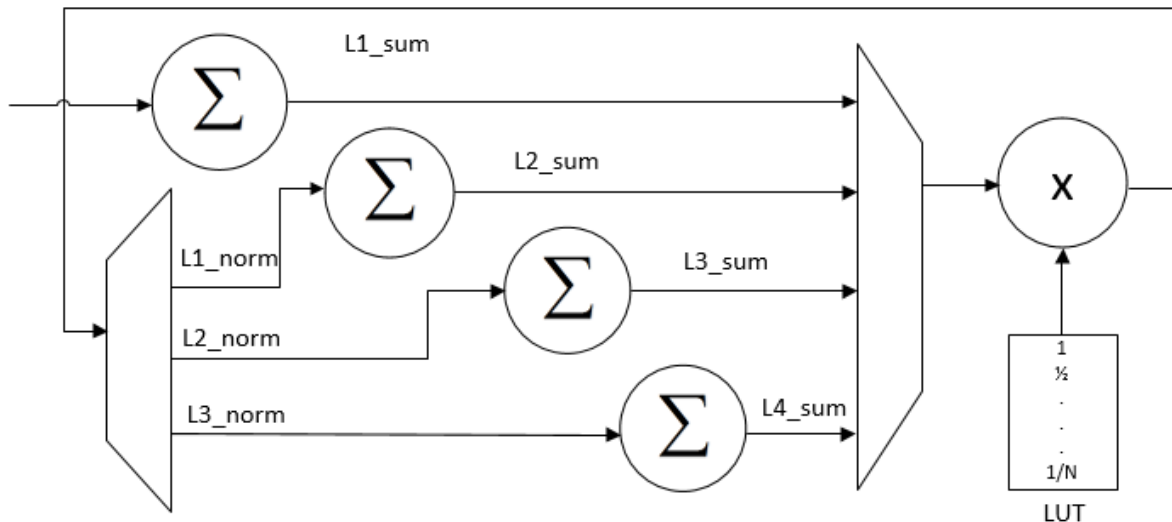 L1_sum
Σ
L2_sum
Σ
x
L1_norm
L3_sum
Σ
L2_norm
1
½
.
.
.
1/N
L3_norm
Σ
L4_sum
LUT